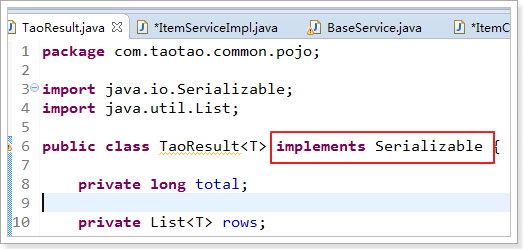 TaoResult.java *ItemServiceImpl.java BaseService.java *ItemC
1 package com.taotao.common.pojo;
2
3 import java.io.Serializable;
4 import java.util.List;
5
6 public class TaoResult<T> implements Serializable {
7
8 private long total;
9
10 private List<T> rows;